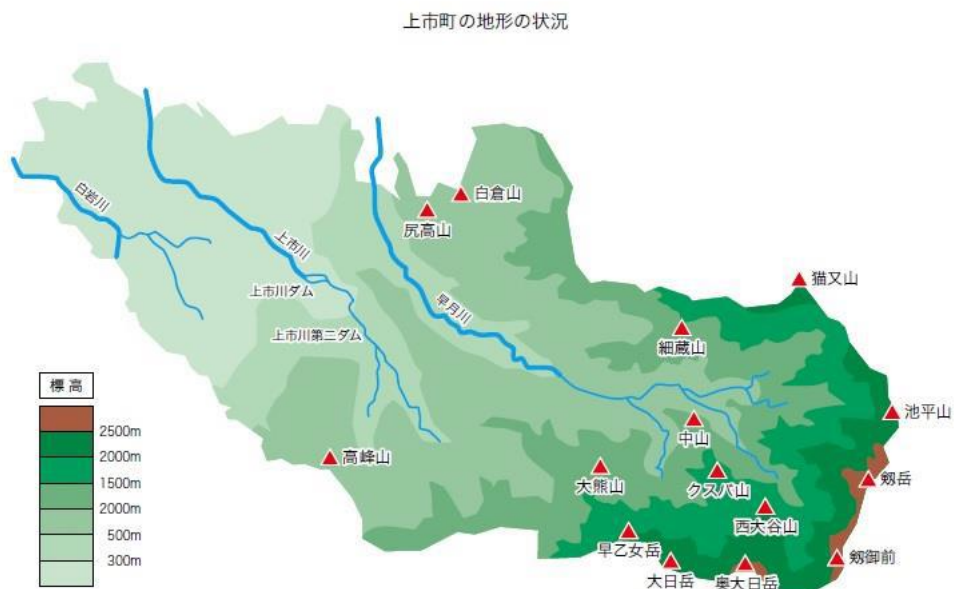 上市町の地形の状況
白倉山
尻高山
白岩川
上市川
猫又山
上市川ダム
早月川
上市川第二ダム
細蔵山
標高
池平山
2500m
中山
2000m
高峰山
1500m
大熊山
クズバ山
剱岳
2000m
西大谷山
500m
早乙女岳
300m
大日岳
奥大日岳
剱御前